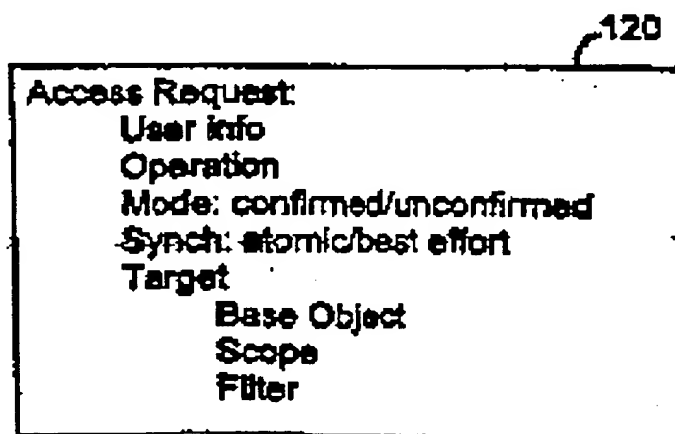 120
Access Request:
User info
Operation
Mode: confirmed/unconfirmed
Synch: atomic/best effort
Target
Base Object
Scope
Filter